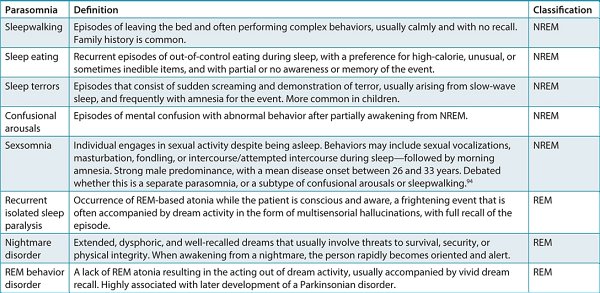 Parasomnia Definition Classification
Sleepwalking Episodes of leaving the bed and often performing complex behaviors, usually calmly and with no recall. NREM
Family history is common.
Sleep eating Recurrent episodes of out-of-control eating during sleep, with a preference for high-calorie, unusual, or NREM
sometimes inedible items, and with partial or no awareness or memory of the event.
Sleep terrors Episodes that consist of sudden screaming and demonstration of terror, usually arising from slow-wave NREM
sleep, and frequently with amnesia for the event. More common in children.
Confusional Episodes of mental confusion with abnormal behavior after partially awakening from NREM. NREM
arousals
Sexsomnia Individual engages in sexual activity despite being asleep. Behaviors may include sexual vocalizations, NREM
masturbation, fondling, or intercourse/attempted intercourse during sleep—followed by morning
amnesia. Strong male predominance, with a mean disease onset between 26 and 33 years. Debated
whether this is a separate parasomnia, or a subtype of confusional arousals or sleepwalking.94
Recurrent Occurrence of REM-based atonia while the patient is conscious and aware, a frightening event that is REM
isolated sleep often accompanied by dream activity in the form of multisensorial hallucinations, with full recall of the
paralysis episode.
Nightmare Extended, dysphoric, and well-recalled dreams that usually involve threats to survival, security, or REM
disorder physical integrity. When awakening from a nightmare, the person rapidly becomes oriented and alert.
REM behavior A lack of REM atonia resulting in the acting out of dream activity, usually accompanied by vivid dream REM
disorder recall. Highly associated with later development of a Parkinsonian disorder.